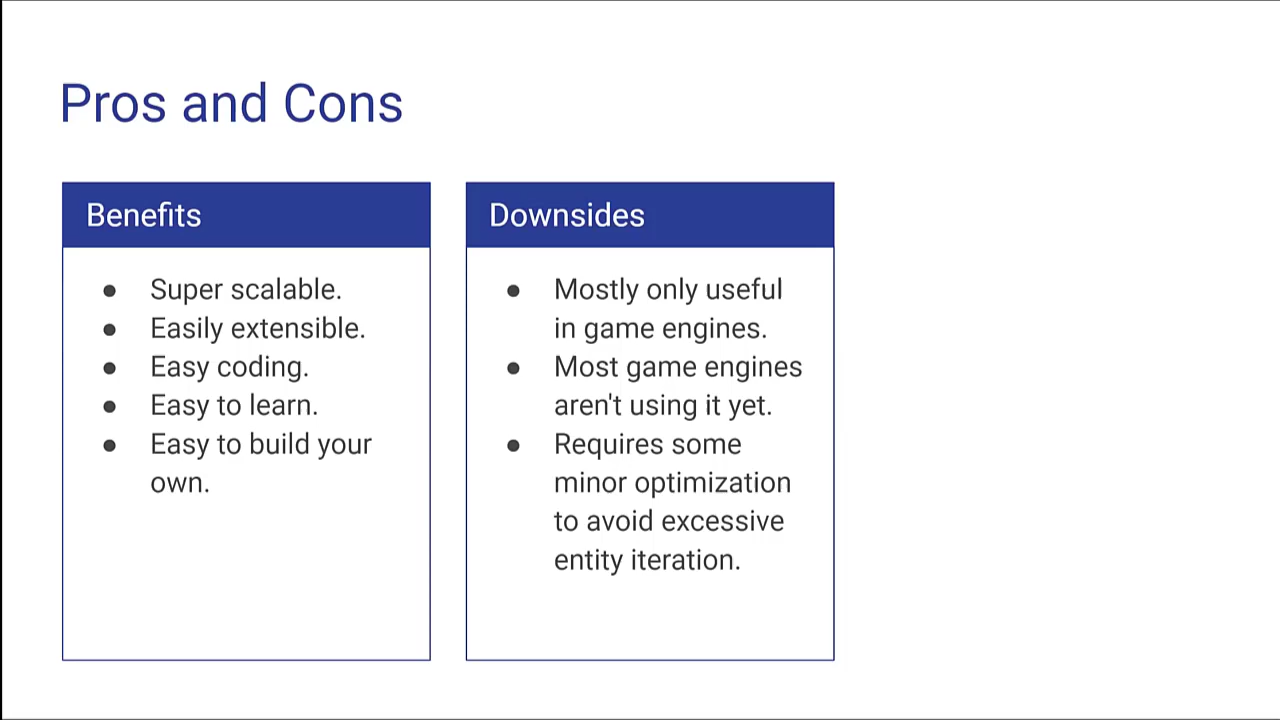 Pros and Cons
Benefits
● Super scalable.
● Easily extensible.
● Easy coding.
● Easy to learn.
● Easy to build your
own.
Downsides
● Mostly only useful
in game engines.
● Most game engines
aren't using it yet.
● Requires some
minor optimization
to avoid excessive
entity iteration.